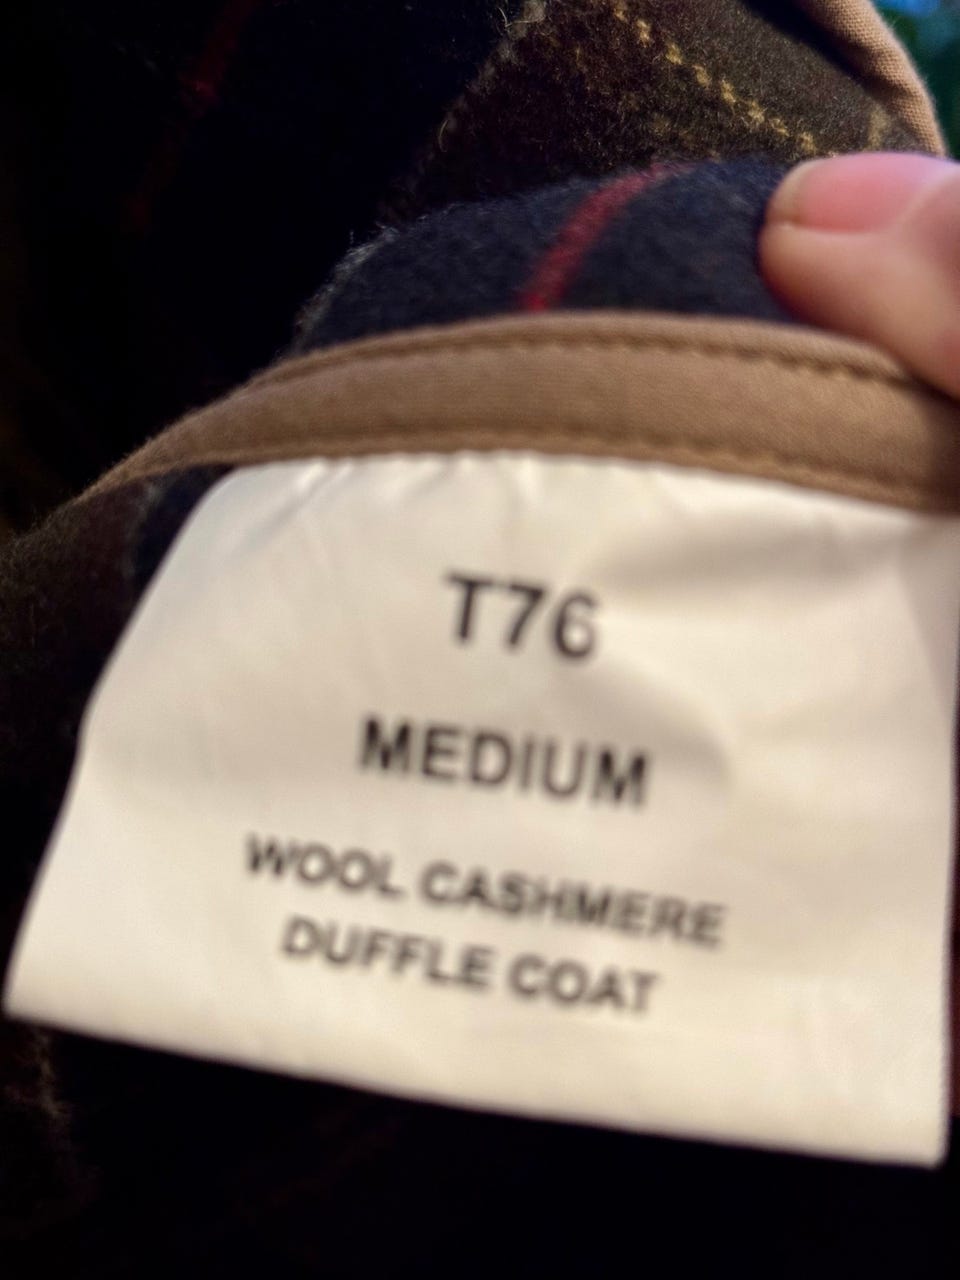 T76
MEDIUM
WOOL CASHMERE
DUFFLE COAT